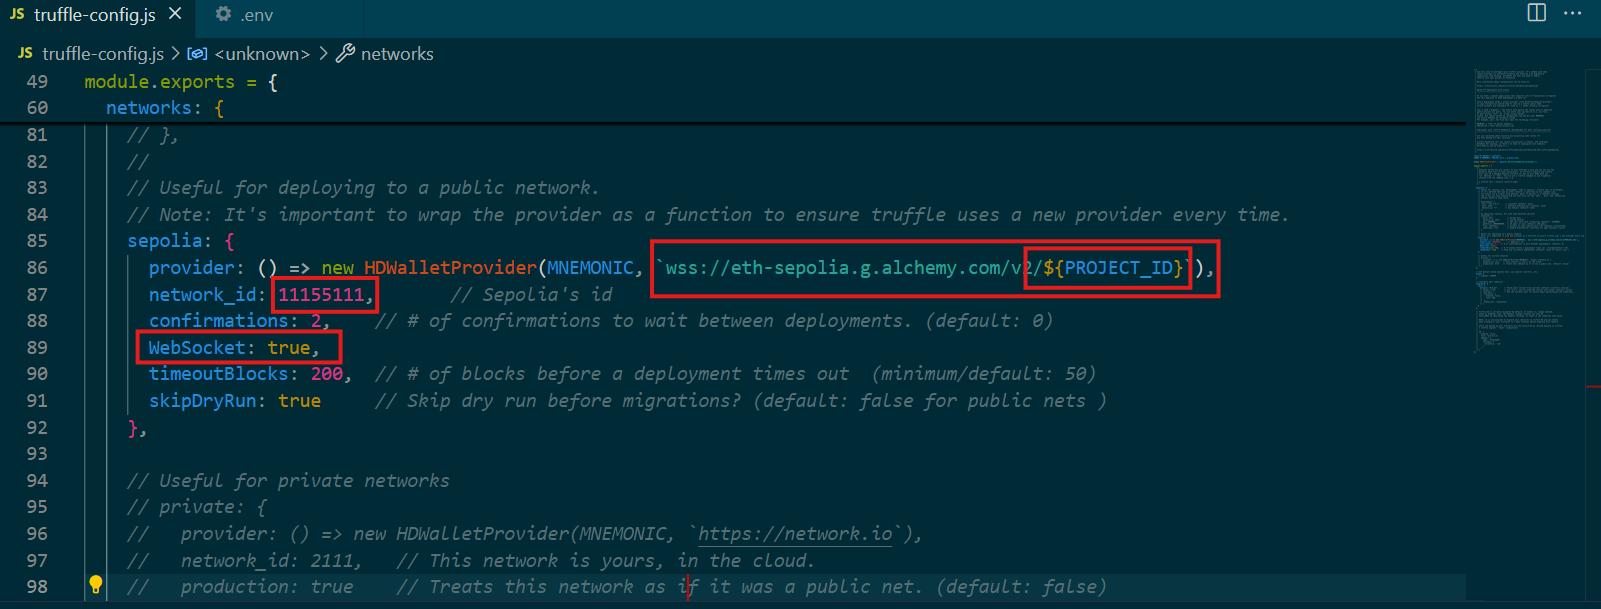 JS truffle-config.js .env
JS truffle-config.js > <unknown> > networks
49 module.exports = {
60 networks: {
81 // },
82 //
83 // Useful for deploying to a public network.
84 // Note: It's important to wrap the provider as a function to ensure truffle uses a new provider every time.
85 sepolia: {
86 provider: () => new HDWalletProvider(MNEMONIC, `wss://eth-sepolia.g.alchemy.com/v2/${PROJECT_ID}`),
87 network_id: 11155111, // Sepolia's id
88 confirmations: 2, // # of confirmations to wait between deployments. (default: 0)
89 WebSocket: true,
90 timeoutBlocks: 200, // # of blocks before a deployment times out (minimum/default: 50)
91 skipDryRun: true // Skip dry run before migrations? (default: false for public nets )
92 },
93
94 // Useful for private networks
95 // private: {
96 // provider: () => new HDWalletProvider(MNEMONIC, `https://network.io`),
97 // network_id: 2111, // This network is yours, in the cloud.
98 // production: true // Treats this network as if it was a public net. (default: false)